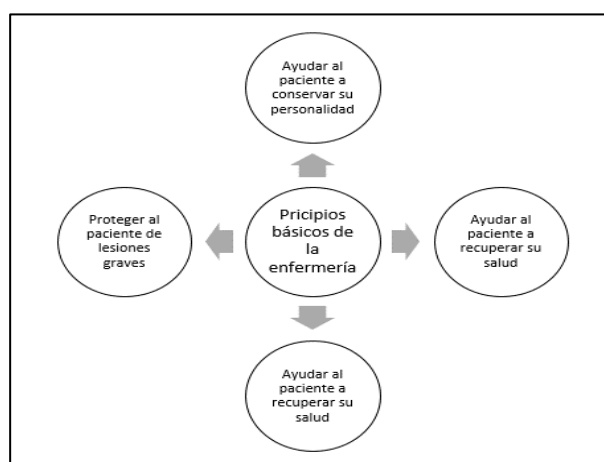 Ayudar al
paciente a
conservar su
personalidad
Proteger al
paciente de
lesiones
graves
Pricipios
básicos de
la
enfermería
Ayudar al
paciente a
recuperar su
salud
Ayudar al
paciente a
recuperar su
salud